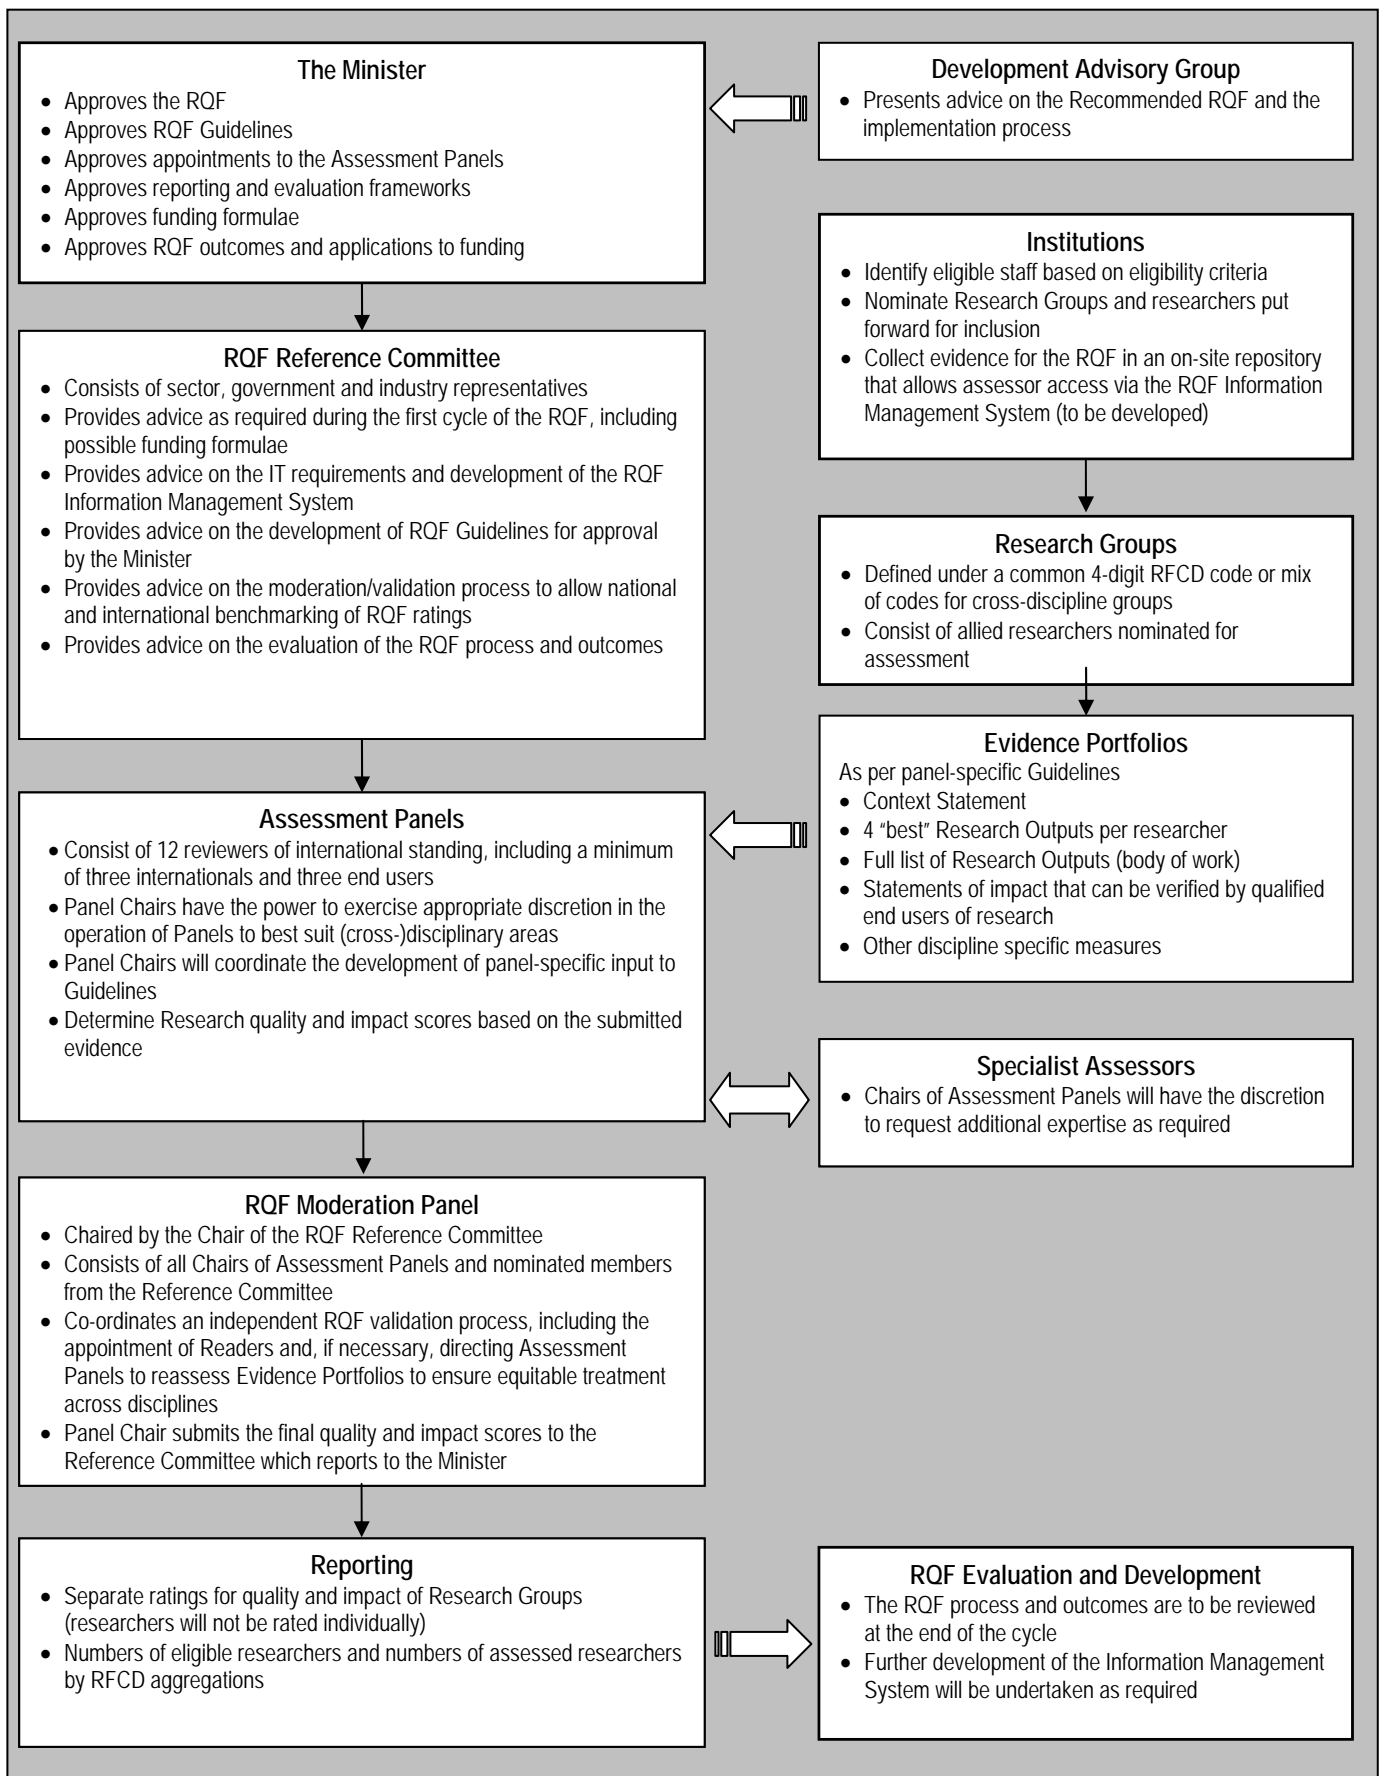 The Minister
• Approves the RQF
• Approves RQF Guidelines
• Approves appointments to the Assessment Panels
• Approves reporting and evaluation frameworks
• Approves funding formulae
• Approves RQF outcomes and applications to funding
Development Advisory Group
• Presents advice on the Recommended RQF and the
implementation process
Institutions
• Identify eligible staff based on eligibility criteria
• Nominate Research Groups and researchers put
forward for inclusion
• Collect evidence for the RQF in an on-site repository
that allows assessor access via the RQF Information
Management System (to be developed)
RQF Reference Committee
• Consists of sector, government and industry representatives
• Provides advice as required during the first cycle of the RQF, including
possible funding formulae
• Provides advice on the IT requirements and development of the RQF
Information Management System
• Provides advice on the development of RQF Guidelines for approval
by the Minister
• Provides advice on the moderation/validation process to allow national
and international benchmarking of RQF ratings
• Provides advice on the evaluation of the RQF process and outcomes
Research Groups
• Defined under a common 4-digit RFCD code or mix
of codes for cross-discipline groups
• Consist of allied researchers nominated for
assessment
Evidence Portfolios
As per panel-specific Guidelines
• Context Statement
• 4 “best” Research Outputs per researcher
• Full list of Research Outputs (body of work)
• Statements of impact that can be verified by qualified
end users of research
• Other discipline specific measures
Assessment Panels
• Consist of 12 reviewers of international standing, including a minimum
of three internationals and three end users
• Panel Chairs have the power to exercise appropriate discretion in the
operation of Panels to best suit (cross-)disciplinary areas
• Panel Chairs will coordinate the development of panel-specific input to
Guidelines
• Determine Research quality and impact scores based on the submitted
evidence
Specialist Assessors
• Chairs of Assessment Panels will have the discretion
to request additional expertise as required
RQF Moderation Panel
• Chaired by the Chair of the RQF Reference Committee
• Consists of all Chairs of Assessment Panels and nominated members
from the Reference Committee
• Co-ordinates an independent RQF validation process, including the
appointment of Readers and, if necessary, directing Assessment
Panels to reassess Evidence Portfolios to ensure equitable treatment
across disciplines
• Panel Chair submits the final quality and impact scores to the
Reference Committee which reports to the Minister
Reporting
• Separate ratings for quality and impact of Research Groups
(researchers will not be rated individually)
• Numbers of eligible researchers and numbers of assessed researchers
by RFCD aggregations
RQF Evaluation and Development
• The RQF process and outcomes are to be reviewed
at the end of the cycle
• Further development of the Information Management
System will be undertaken as required